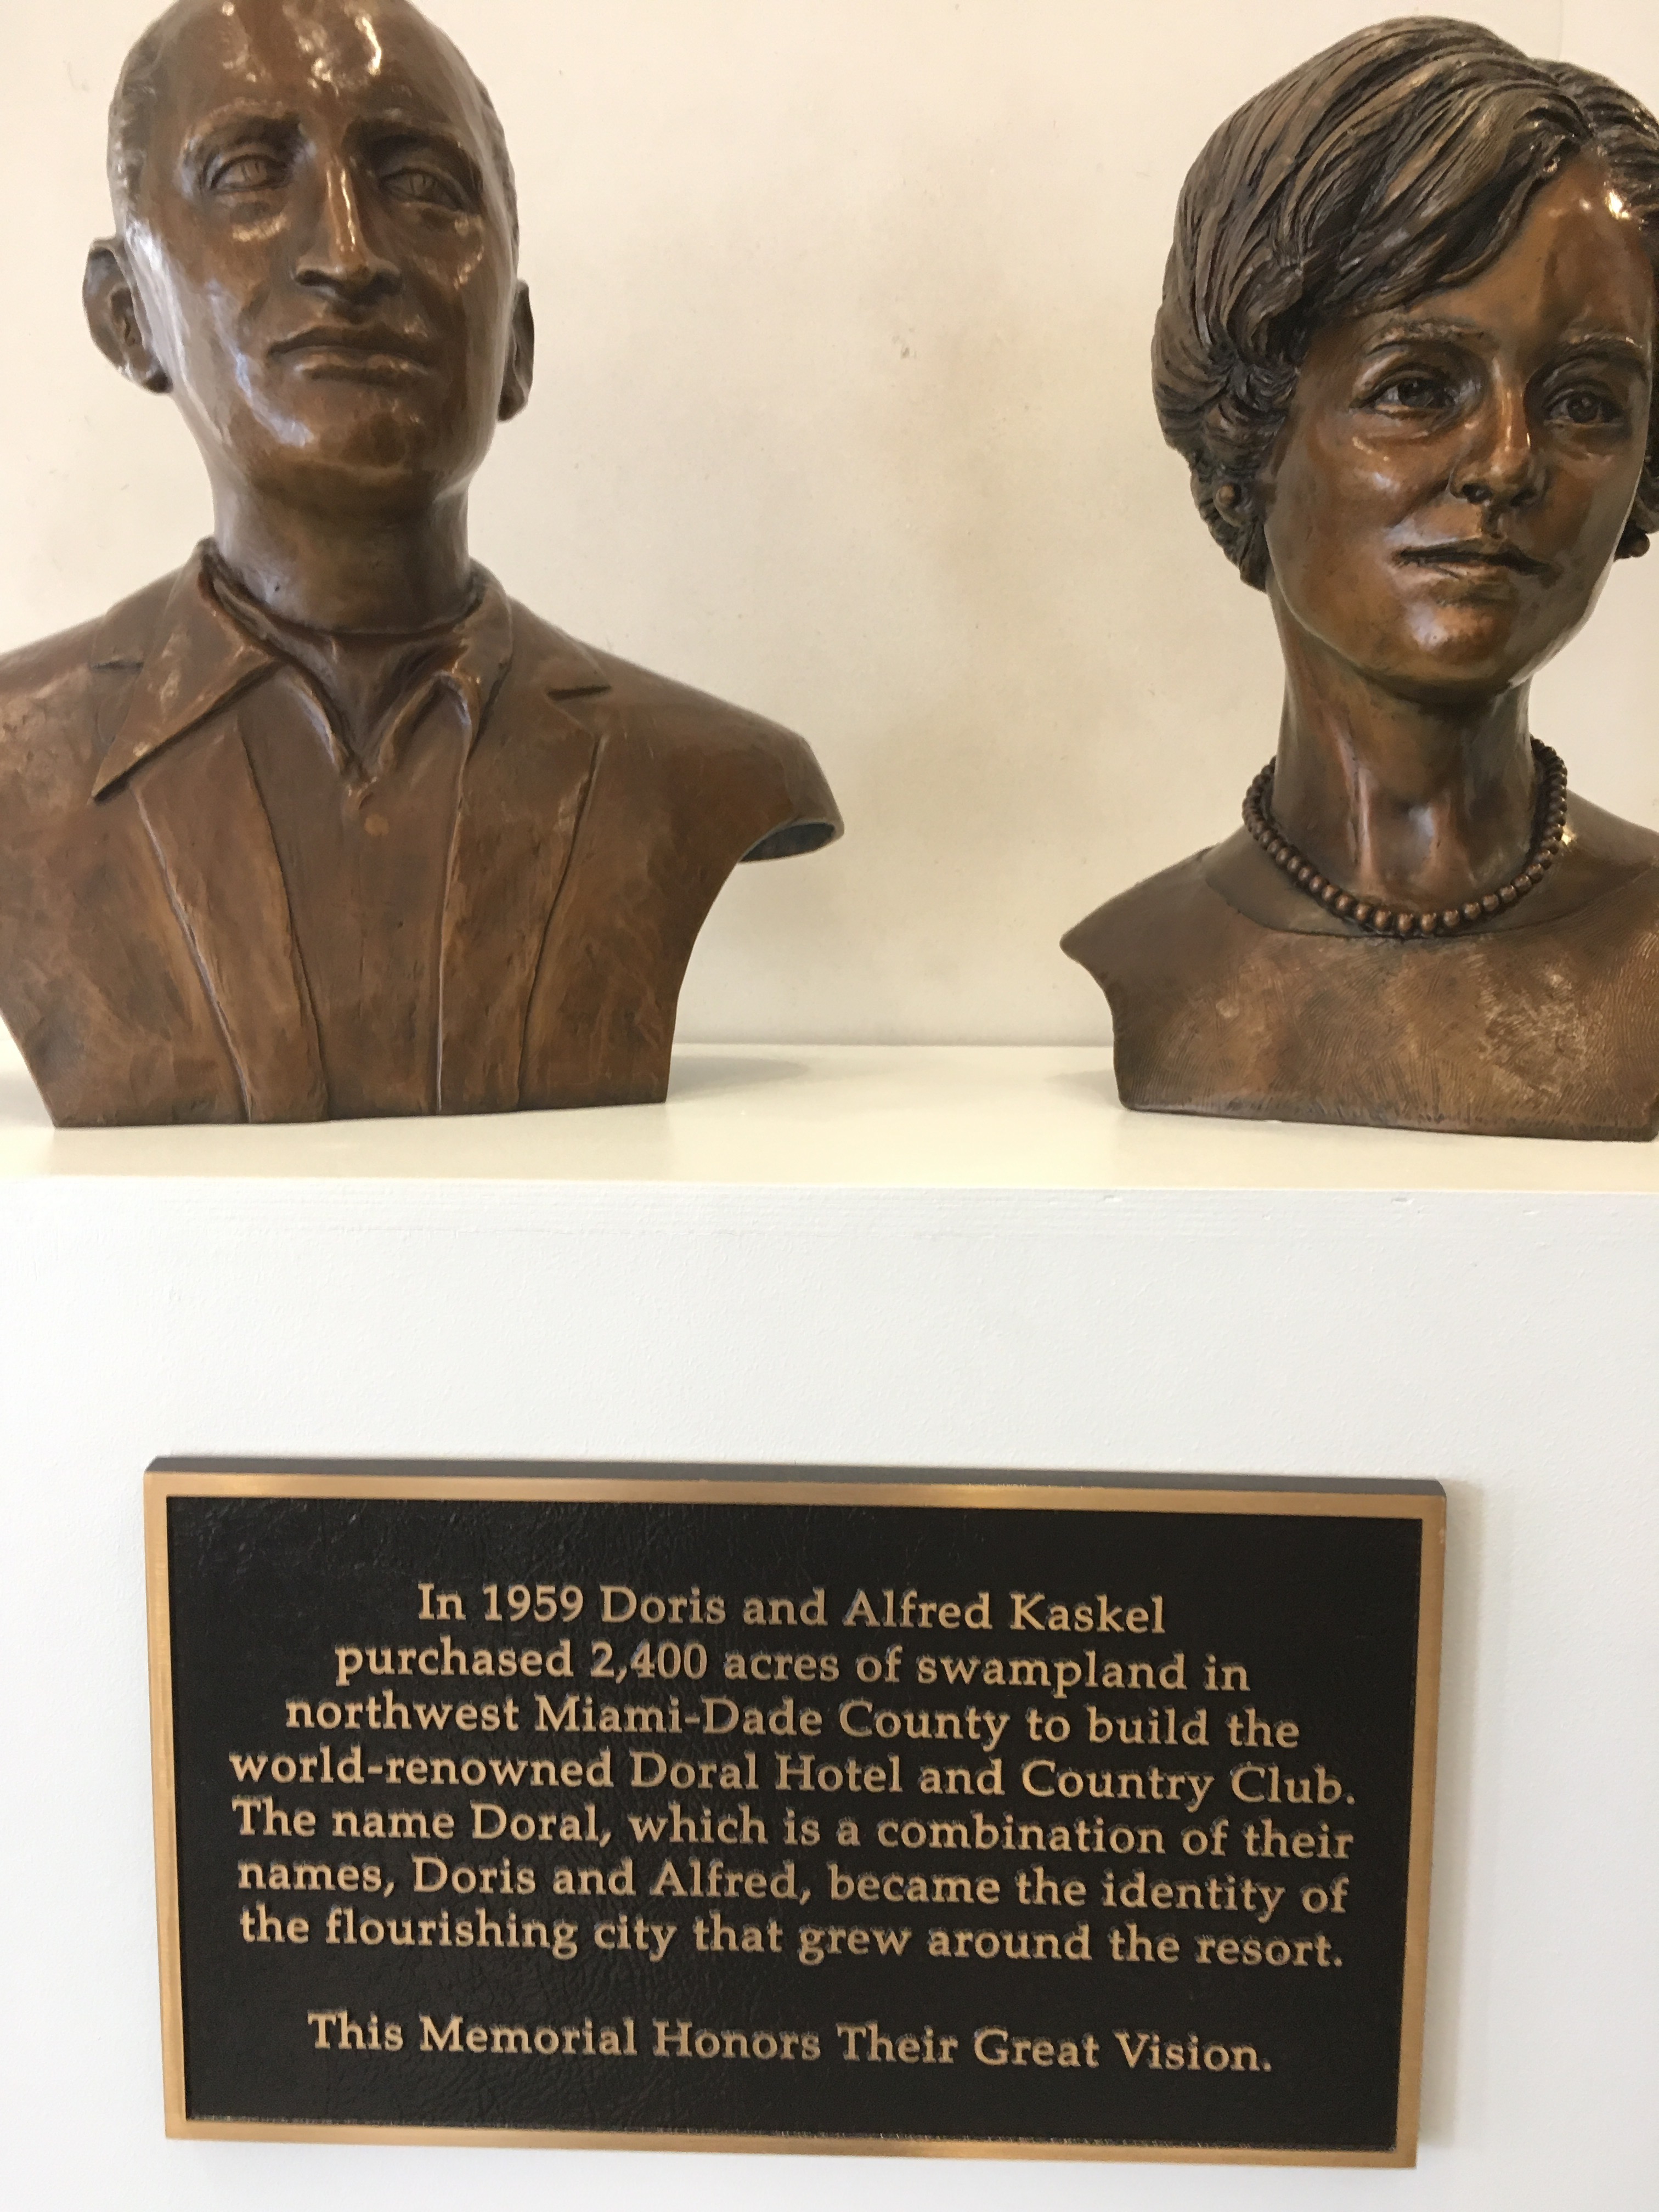 In 1959 Doris and Alfred Kaskel
purchased 2,400 acres of swampland in
northwest Miami-Dade County to build the
world-renowned Doral Hotel and Country Club.
The name Doral, which is a combination of their
names, Doris and Alfred, became the identity of
the flourishing city that grew around the resort.
This Memorial Honors Their Great Vision.